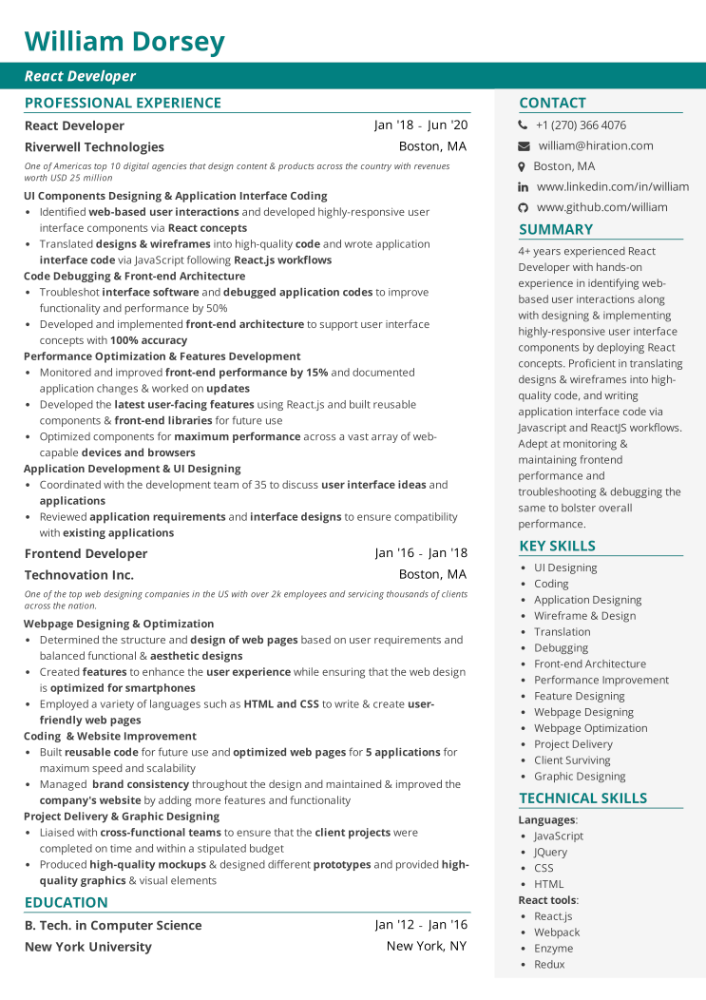 William Dorsey
React Developer
PROFESSIONAL EXPERIENCE
React Developer Jan '18 - Jun '20
Riverwell Technologies Boston, MA
One of Americas top 10 digital agencies that design content & products across the country with revenues
worth USD 25 million
UI Components Designing & Application Interface Coding
• Identified web-based user interactions and developed highly-responsive user
interface components via React concepts
• Translated designs & wireframes into high-quality code and wrote application
interface code via JavaScript following React.js workflows
Code Debugging & Front-end Architecture
• Troubleshot interface software and debugged application codes to improve
functionality and performance by 50%
• Developed and implemented front-end architecture to support user interface
concepts with 100% accuracy
Performance Optimization & Features Development
• Monitored and improved front-end performance by 15% and documented
application changes & worked on updates
• Developed the latest user-facing features using React.js and built reusable
components & front-end libraries for future use
• Optimized components for maximum performance across a vast array of web-
capable devices and browsers
Application Development & UI Designing
• Coordinated with the development team of 35 to discuss user interface ideas and
applications
• Reviewed application requirements and interface designs to ensure compatibility
with existing applications
Frontend Developer Jan '16 - Jan '18
Technovation Inc. Boston, MA
One of the top web designing companies in the US with over 2k employees and servicing thousands of clients
across the nation.
Webpage Designing & Optimization
• Determined the structure and design of web pages based on user requirements and
balanced functional & aesthetic designs
• Created features to enhance the user experience while ensuring that the web design
is optimized for smartphones
• Employed a variety of languages such as HTML and CSS to write & create user-
friendly web pages
Coding & Website Improvement
• Built reusable code for future use and optimized web pages for 5 applications for
maximum speed and scalability
• Managed brand consistency throughout the design and maintained & improved the
company's website by adding more features and functionality
Project Delivery & Graphic Designing
• Liaised with cross-functional teams to ensure that the client projects were
completed on time and within a stipulated budget
• Produced high-quality mockups & designed different prototypes and provided high-
quality graphics & visual elements
EDUCATION
B. Tech. in Computer Science Jan '12 - Jan '16
New York University New York, NY
CONTACT
+1 (270) 366 4076
william@hiration.com
Boston, MA
www.linkedin.com/in/william
www.github.com/william
SUMMARY
4+ years experienced React
Developer with hands-on
experience in identifying web-
based user interactions along
with designing & implementing
highly-responsive user interface
components by deploying React
concepts. Proficient in translating
designs & wireframes into high-
quality code, and writing
application interface code via
Javascript and ReactJS workflows.
Adept at monitoring &
maintaining frontend
performance and
troubleshooting & debugging the
same to bolster overall
performance.
KEY SKILLS
• UI Designing
• Coding
• Application Designing
• Wireframe & Design
• Translation
• Debugging
• Front-end Architecture
• Performance Improvement
• Feature Designing
• Webpage Designing
• Webpage Optimization
• Project Delivery
• Client Surviving
• Graphic Designing
TECHNICAL SKILLS
Languages:
• JavaScript
• JQuery
• CSS
• HTML
React tools:
• React.js
• Webpack
• Enzyme
• Redux